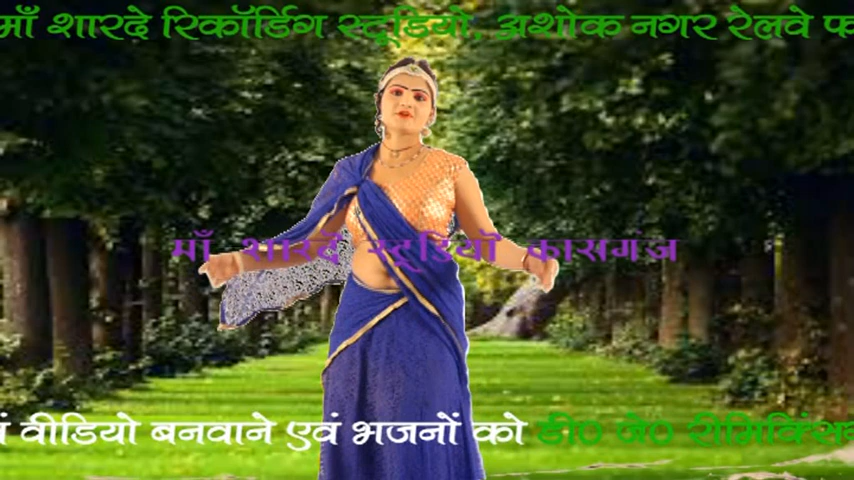 माँ शारदे रिकॉर्डिंग स्टूडियो, अशोक नगर रैलवे
माँ शारदे स्टूडियों कासगंज
वीडियो बनवाने एवं भजनों को डी० जे०